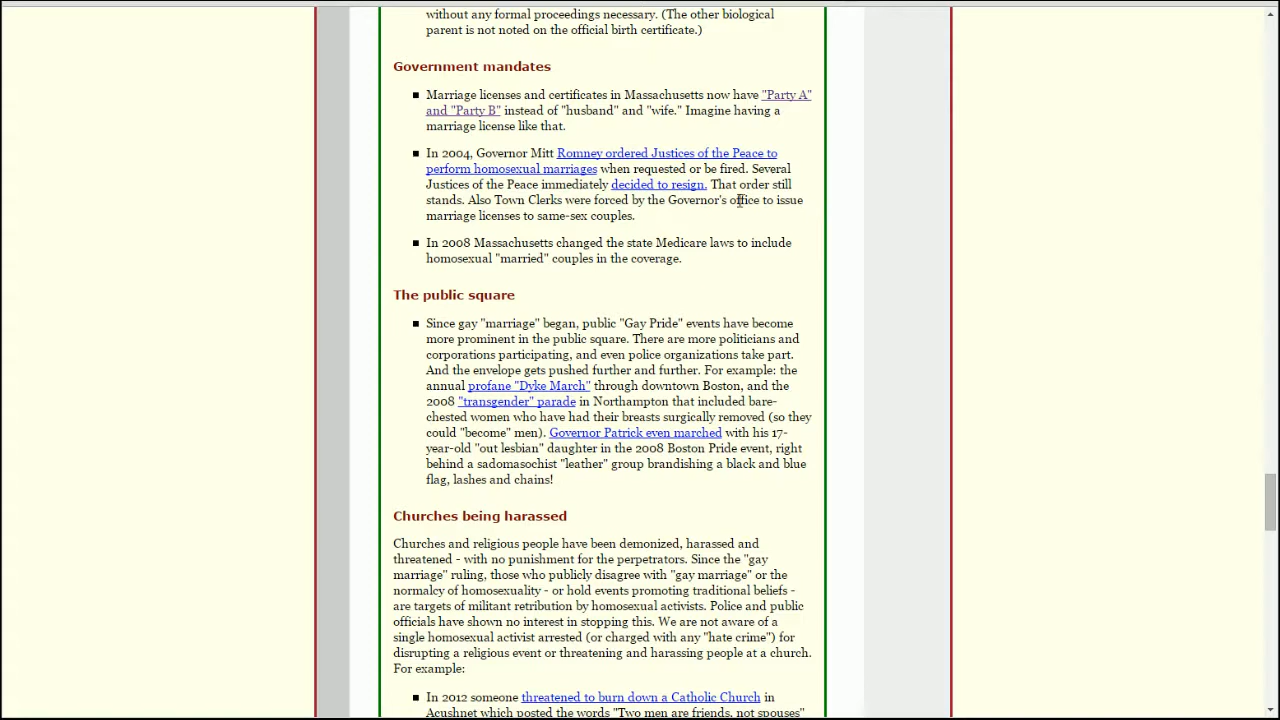 without any formal proceedings necessary. (The other biological
parent is not noted on the official birth certificate.)
Government mandates
Marriage licenses and certificates in Massachusetts now have "Party A"
and "Party B" instead of "husband" and "wife." Imagine having a
marriage license like that.
In 2004, Governor Mitt Romney ordered Justices of the Peace to
perform homosexual marriages when requested or be fired. Several
Justices of the Peace immediately decided to resign. That order still
stands. Also Town Clerks were forced by the Governor's office to issue
marriage licenses to same-sex couples.
In 2008 Massachusetts changed the state Medicare laws to include
homosexual "married" couples in the coverage.
The public square
Since gay "marriage" began, public "Gay Pride" events have become
more prominent in the public square. There are more politicians and
corporations participating, and even police organizations take part.
And the envelope gets pushed further and further. For example: the
annual profane "Dyke March" through downtown Boston, and the
2008 "transgender" parade in Northampton that included bare-
chested women who have had their breasts surgically removed (so they
could "become" men). Governor Patrick even marched with his 17-
year-old "out lesbian" daughter in the 2008 Boston Pride event, right
behind a sadomasochist "leather" group brandishing a black and blue
flag, lashes and chains!
Churches being harassed
Churches and religious people have been demonized, harassed and
threatened - with no punishment for the perpetrators. Since the "gay
marriage" ruling, those who publicly disagree with "gay marriage" or the
normalcy of homosexuality - or hold events promoting traditional beliefs -
are targets of militant retribution by homosexual activists. Police and public
officials have shown no interest in stopping this. We are not aware of a
single homosexual activist arrested (or charged with any "hate crime") for
disrupting a religious event or threatening and harassing people at a church.
For example:
In 2012 someone threatened to burn down a Catholic Church in
Acushnet which posted the words "Two men are friends, not spouses"